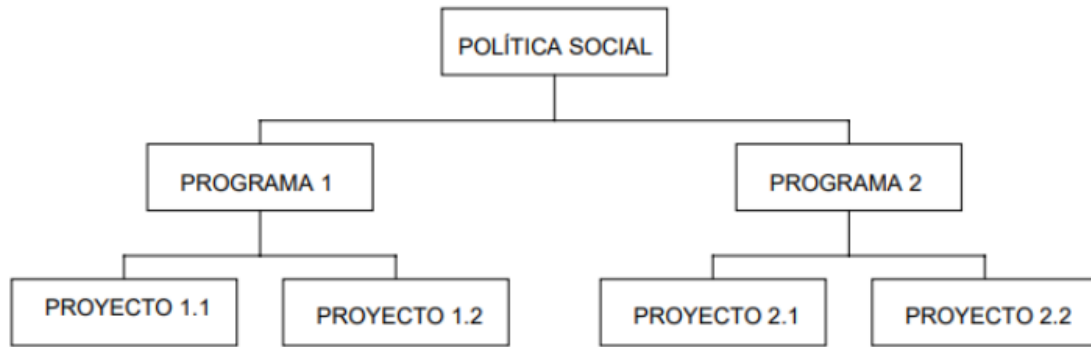 POLÍTICA SOCIAL
PROGRAMA 1
PROGRAMA 2
PROYECTO 1.1
PROYECTO 1.2
PROYECTO 2.1
PROYECTO 2.2